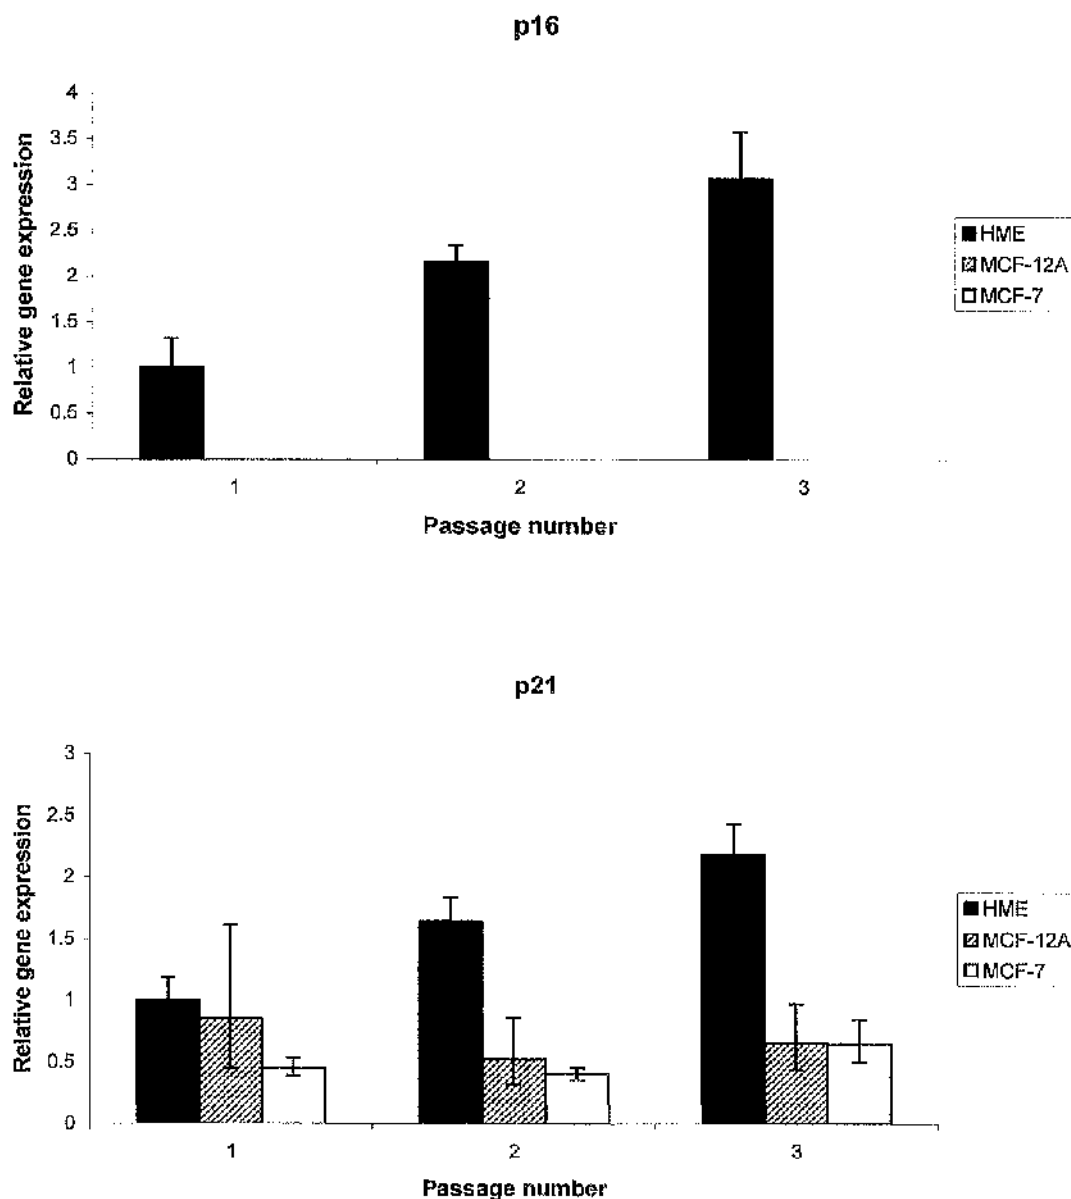 p16
Relative gene expression
4
3.5
3
2.5
2
1.5
1
0.5
0
1 2 3
Passage number
HME
MCF-12A
MCF-7
p21
Relative gene expression
3
2.5
2
1.5
1
0.5
0
1 2 3
Passage number
HME
MCF-12A
MCF-7